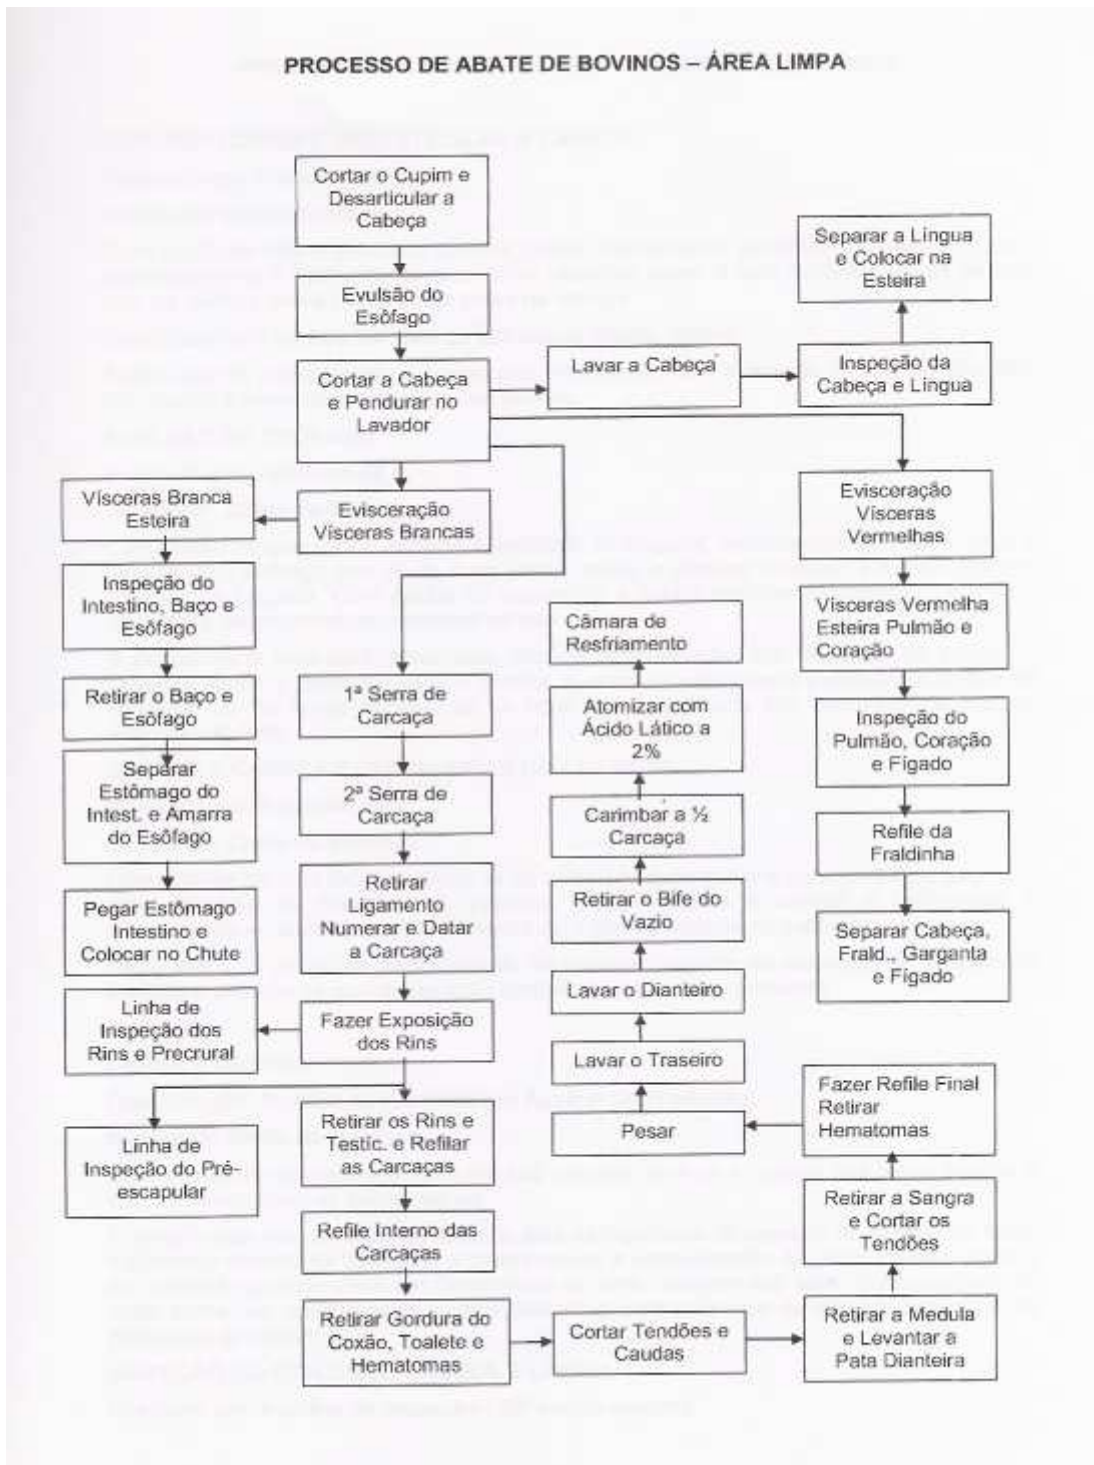 PROCESSO DE ABATE DE BOVINOS – ÁREA LIMPA
Cortar o Cupim e
Desarticular a
Cabeça
Evulsão do
Esôfago
Cortar a Cabeça
e Pendurar no
Lavador
Lavar a Cabeça
Inspeção da
Cabeça e Lingua
Separar a Língua
e Colocar na
Esteira
Evisceração
Vísceras Brancas
Vísceras Branca
Esteira
Inspeção do
Intestino, Baço e
Esôfago
Retirar o Baço e
Esôfago
Separar
Estômago do
Intest. e Amarra
do Esôfago
Pegar Estômago
Intestino e
Colocar no Chute
Evisceração
Vísceras
Vermelhas
Vísceras Vermelha
Esteira Pulmão e
Coração
Inspeção do
Pulmão, Coração
e Fígado
Refile da
Fraldinha
Separar Cabeça,
Frald., Garganta
e Fígado
1ª Serra de
Carcaça
2ª Serra de
Carcaça
Retirar
Ligamento
Numerar e Datar
a Carcaça
Fazer Exposição
dos Rins
Linha de
Inspeção dos
Rins e Precrural
Linha de
Inspeção do Pré-
escapular
Retirar os Rins e
Testíc. e Refilar
as Carcaças
Refile Interno das
Carcaças
Retirar Gordura do
Coxão, Toalete e
Hematomas
Cortar Tendões e
Caudas
Retirar a Medula
e Levantar a
Pata Dianteira
Retirar a Sangra
e Cortar os
Tendões
Fazer Refile Final
Retirar
Hematomas
Pesar
Lavar o Traseiro
Lavar o Dianteiro
Retirar o Bife do
Vazio
Carimbar a ½
Carcaça
Atomizar com
Ácido Lático a
2%
Câmara de
Resfriamento